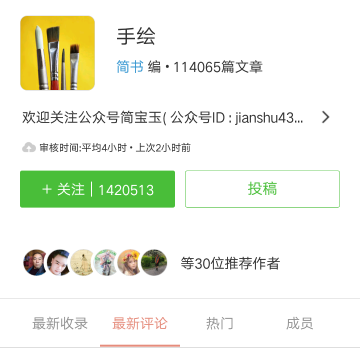 手绘
简书 编 • 114065篇文章
欢迎关注公众号简宝玉( 公众号ID : jianshu43...
审核时间:平均4小时 • 上次2小时前
+ 关注 | 1420513
投稿
等30位推荐作者
最新收录 最新评论 热门 成员